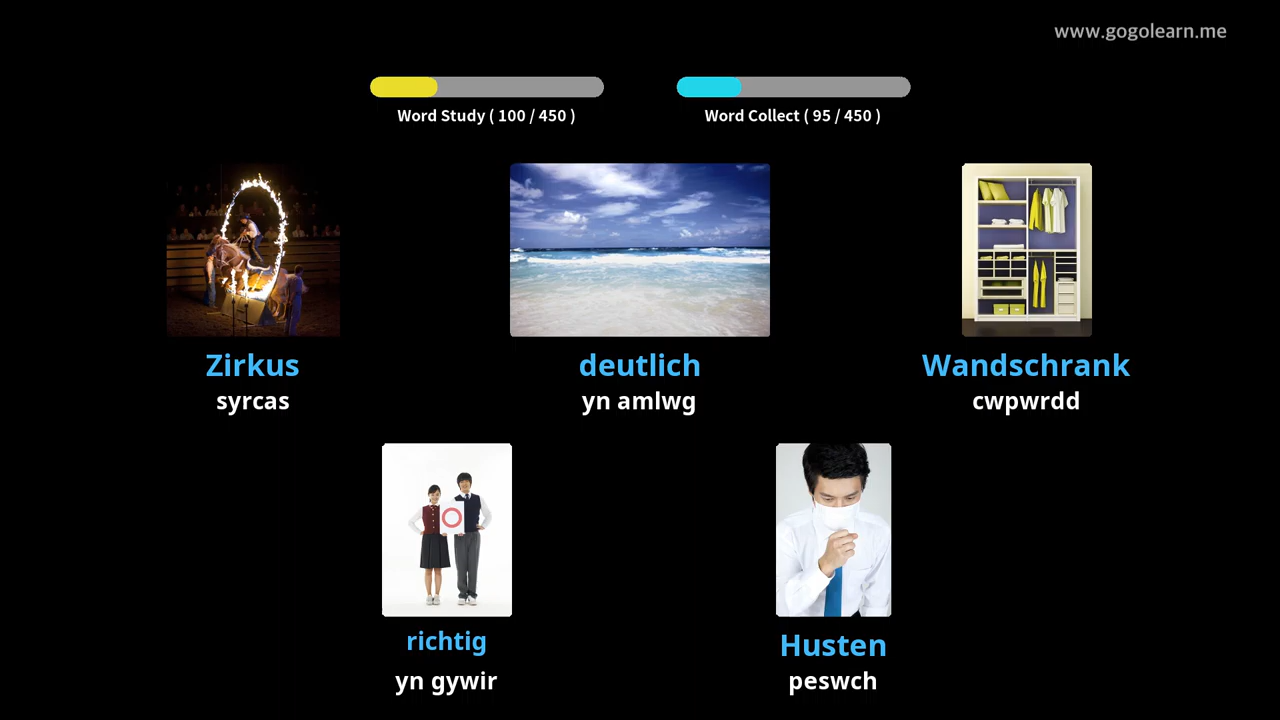 www.gogolearn.me
Word Study ( 100 / 450 )
Word Collect ( 95 / 450 )
Zirkus
syrcas
deutlich
yn amlwg
Wandschrank
cwpwrdd
richtig
yn gywir
Husten
peswch